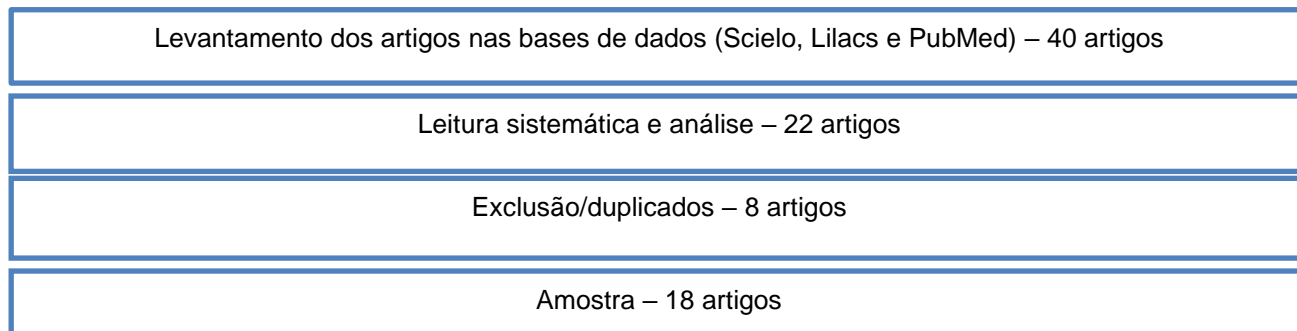 Levantamento dos artigos nas bases de dados (Scielo, Lilacs e PubMed) – 40 artigos
Leitura sistemática e análise – 22 artigos
Exclusão/duplicados – 8 artigos
Amostra – 18 artigos